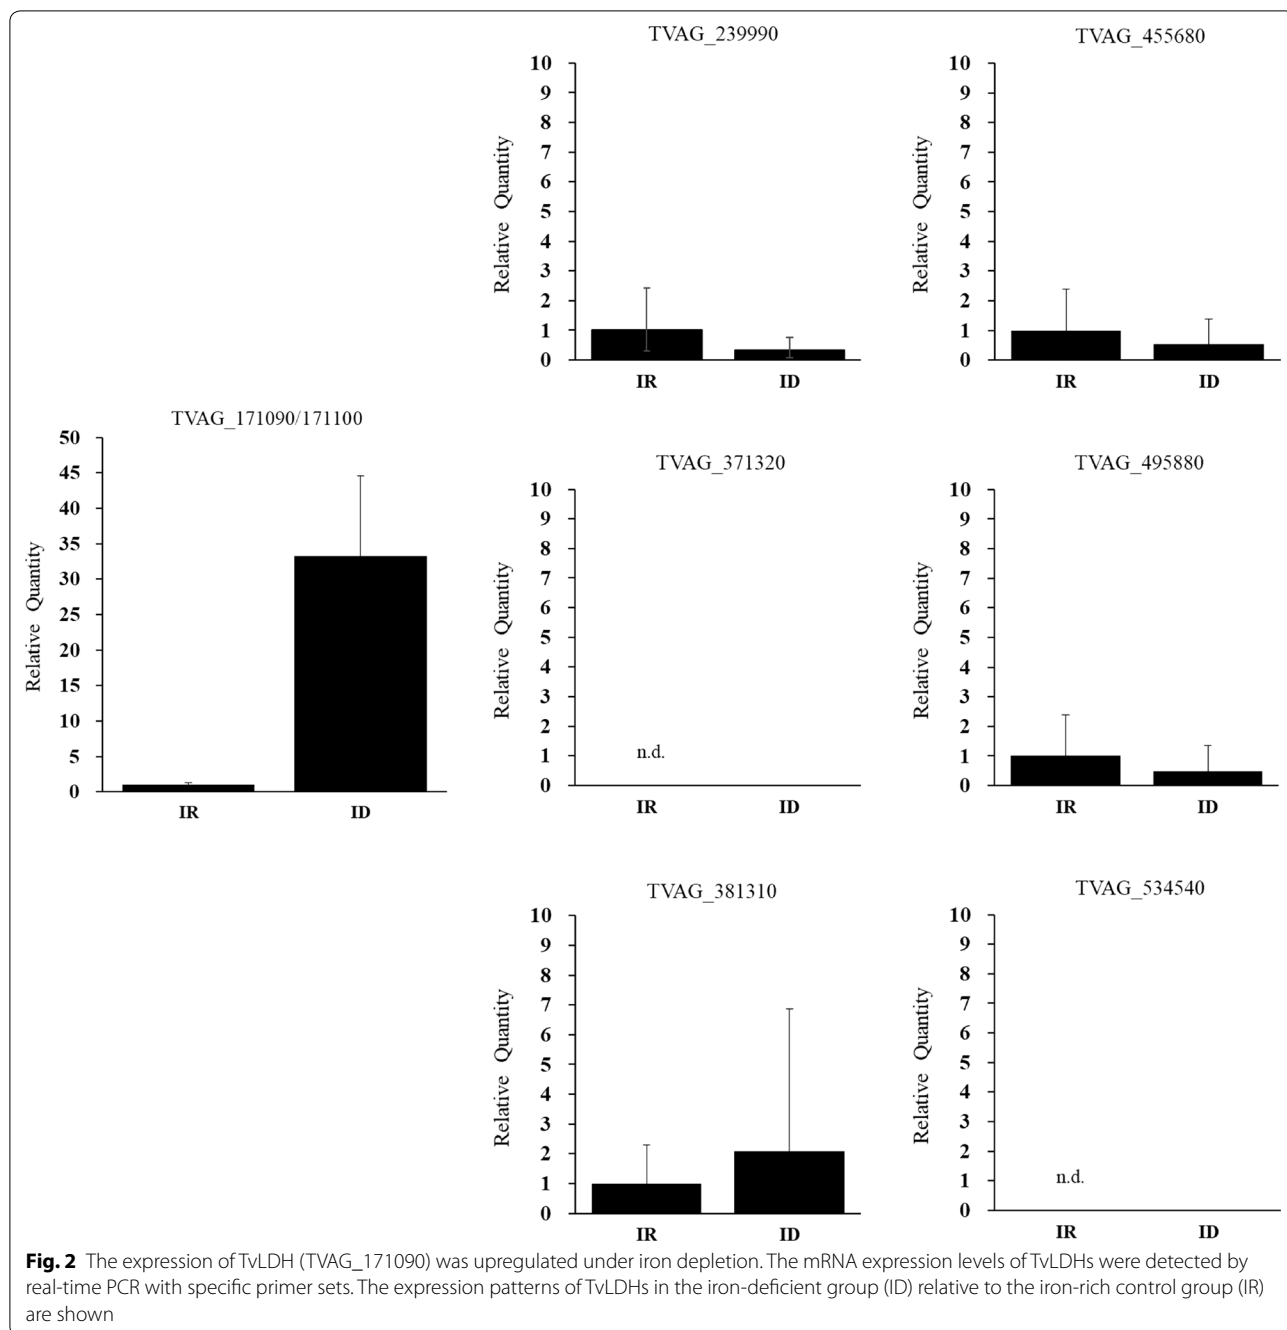 TVAG_239990
Relative Quantity
10
9
8
7
6
5
4
3
2
1
0
IR ID
TVAG_455680
Relative Quantity
10
9
8
7
6
5
4
3
2
1
0
IR ID
TVAG_171090/171100
Relative Quantity
50
45
40
35
30
25
20
15
10
5
0
IR ID
TVAG_371320
Relative Quantity
10
9
8
7
6
5
4
3
2
1
0
n.d.
IR ID
TVAG_495880
Relative Quantity
10
9
8
7
6
5
4
3
2
1
0
IR ID
TVAG_381310
Relative Quantity
10
9
8
7
6
5
4
3
2
1
0
IR ID
TVAG_534540
Relative Quantity
10
9
8
7
6
5
4
3
2
1
0
n.d.
IR ID
Fig. 2 The expression of TvLDH (TVAG_171090) was upregulated under iron depletion. The mRNA expression levels of TvLDHs were detected by
real-time PCR with specific primer sets. The expression patterns of TvLDHs in the iron-deficient group (ID) relative to the iron-rich control group (IR)
are shown